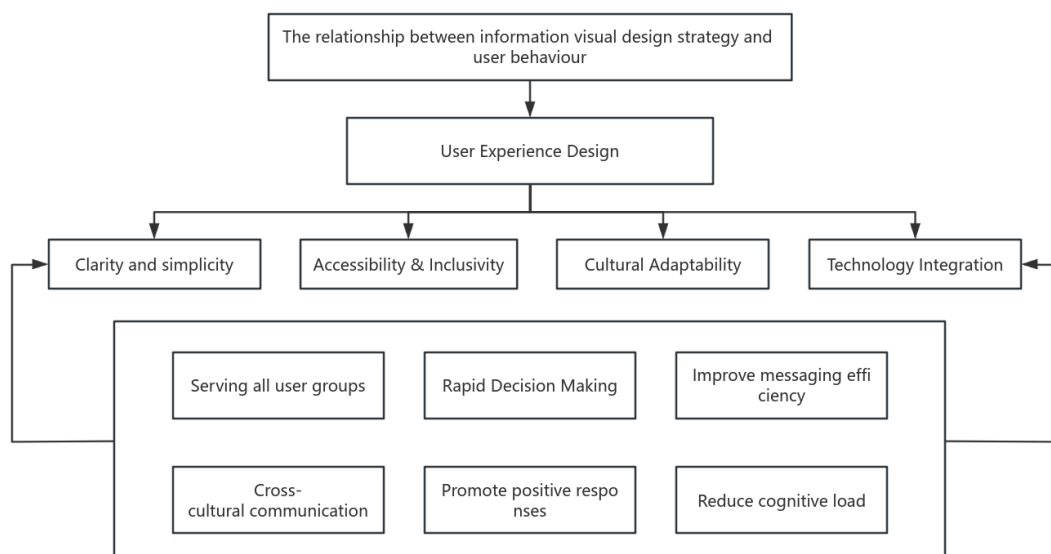 The relationship between information visual design strategy and
user behaviour
User Experience Design
Clarity and simplicity
Accessibility & Inclusivity
Cultural Adaptability
Technology Integration
Serving all user groups
Rapid Decision Making
Improve messaging effi
ciency
Cross-
cultural communication
Promote positive respo
nses
Reduce cognitive load